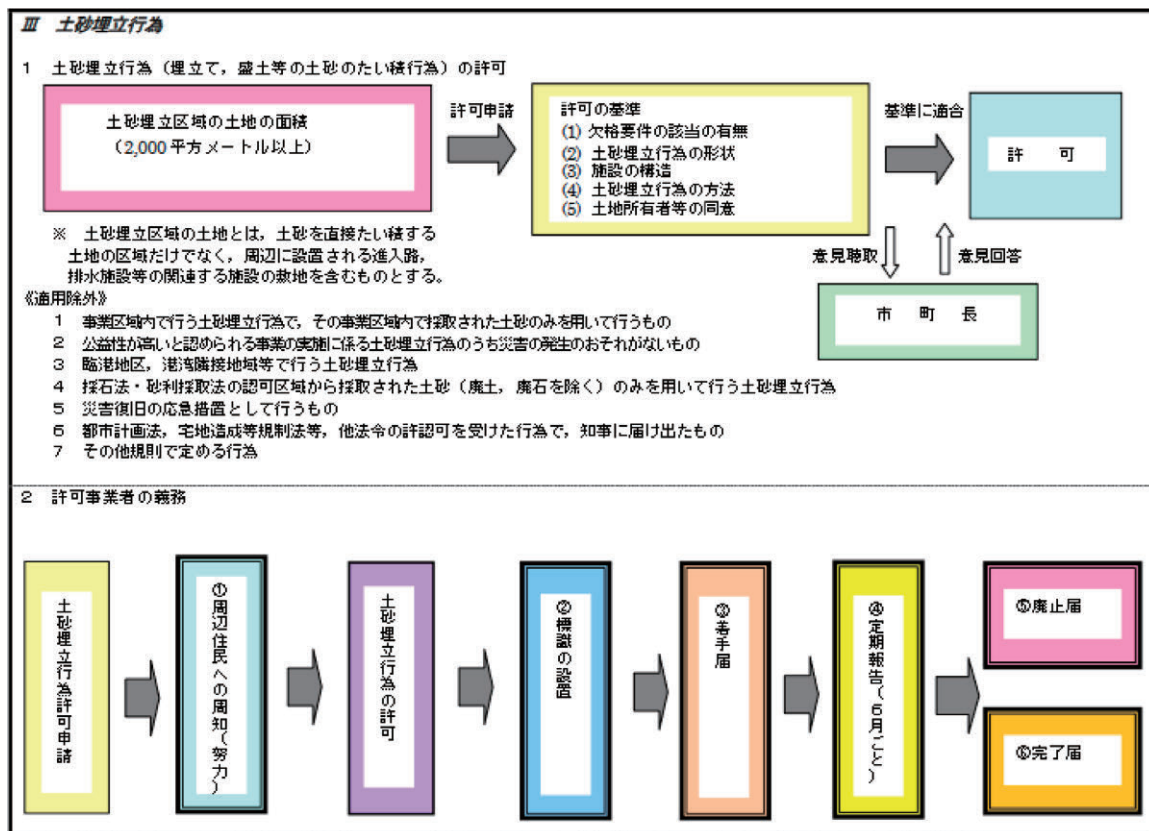 Ⅲ 土砂埋立行為
1 土砂埋立行為（埋立て，盛土等の土砂のたい積行為）の許可
土砂埋立区域の土地の面積
（2,000 平方メートル以上）
許可申請
許可の基準
(1) 欠格要件の該当の有無
(2) 土砂埋立行為の形状
(3) 施設の構造
(4) 土砂埋立行為の方法
(5) 土地所有者等の同意
基準に適合
許 可
※ 土砂埋立区域の土地とは，土砂を直接たい積する
土地の区域だけでなく，周辺に設置される進入路，
排水施設等の関連する施設の敷地を含むものとする。
意見聴取
意見回答
市 町 長
《適用除外》
1 事業区域内で行う土砂埋立行為で，その事業区域内で採取された土砂のみを用いて行うもの
2 公益性が高いと認められる事業の実施に係る土砂埋立行為のうち災害の発生のおそれがないもの
3 臨港地区，港湾隣接地域等で行う土砂埋立行為
4 採石法・砂利採取法の認可区域から採取された土砂（廃土，廃石を除く）のみを用いて行う土砂埋立行為
5 災害復旧の応急措置として行うもの
6 都市計画法，宅地造成等規制法等，他法令の許認可を受けた行為で，知事に届け出たもの
7 その他規則で定める行為
2 許可事業者の義務
土砂埋立行為許可申請
①周辺住民への周知（努力）
土砂埋立行為の許可
②標識の設置
③着手届
④定期報告（６月ごと）
⑤廃止届
⑥完了届